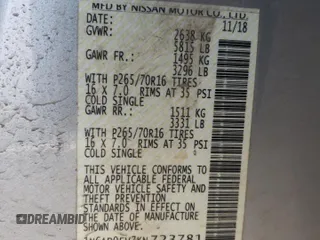 MFD BY NISSAN MOTOR CO., LTD.
DATE: 11/18
GVWR: 2638 KG
5815 LB
GAWR FR.: 1495 KG
3296 LB
WITH P265/70R16 TIRES
16 X 7.0 RIMS AT 35 PSI
COLD SINGLE
GAWR RR.: 1511 KG
3331 LB
WITH P265/70R16 TIRES
16 X 7.0 RIMS AT 35 PSI
COLD SINGLE
THIS VEHICLE CONFORMS TO
ALL APPLICABLE FEDERAL
MOTOR VEHICLE SAFETY AND
THEFT PREVENTION
STANDARDS IN EFFECT ON
THE DATE OF MANUFACTURE
SHOWN ABOVE.
723781
DREAMBID